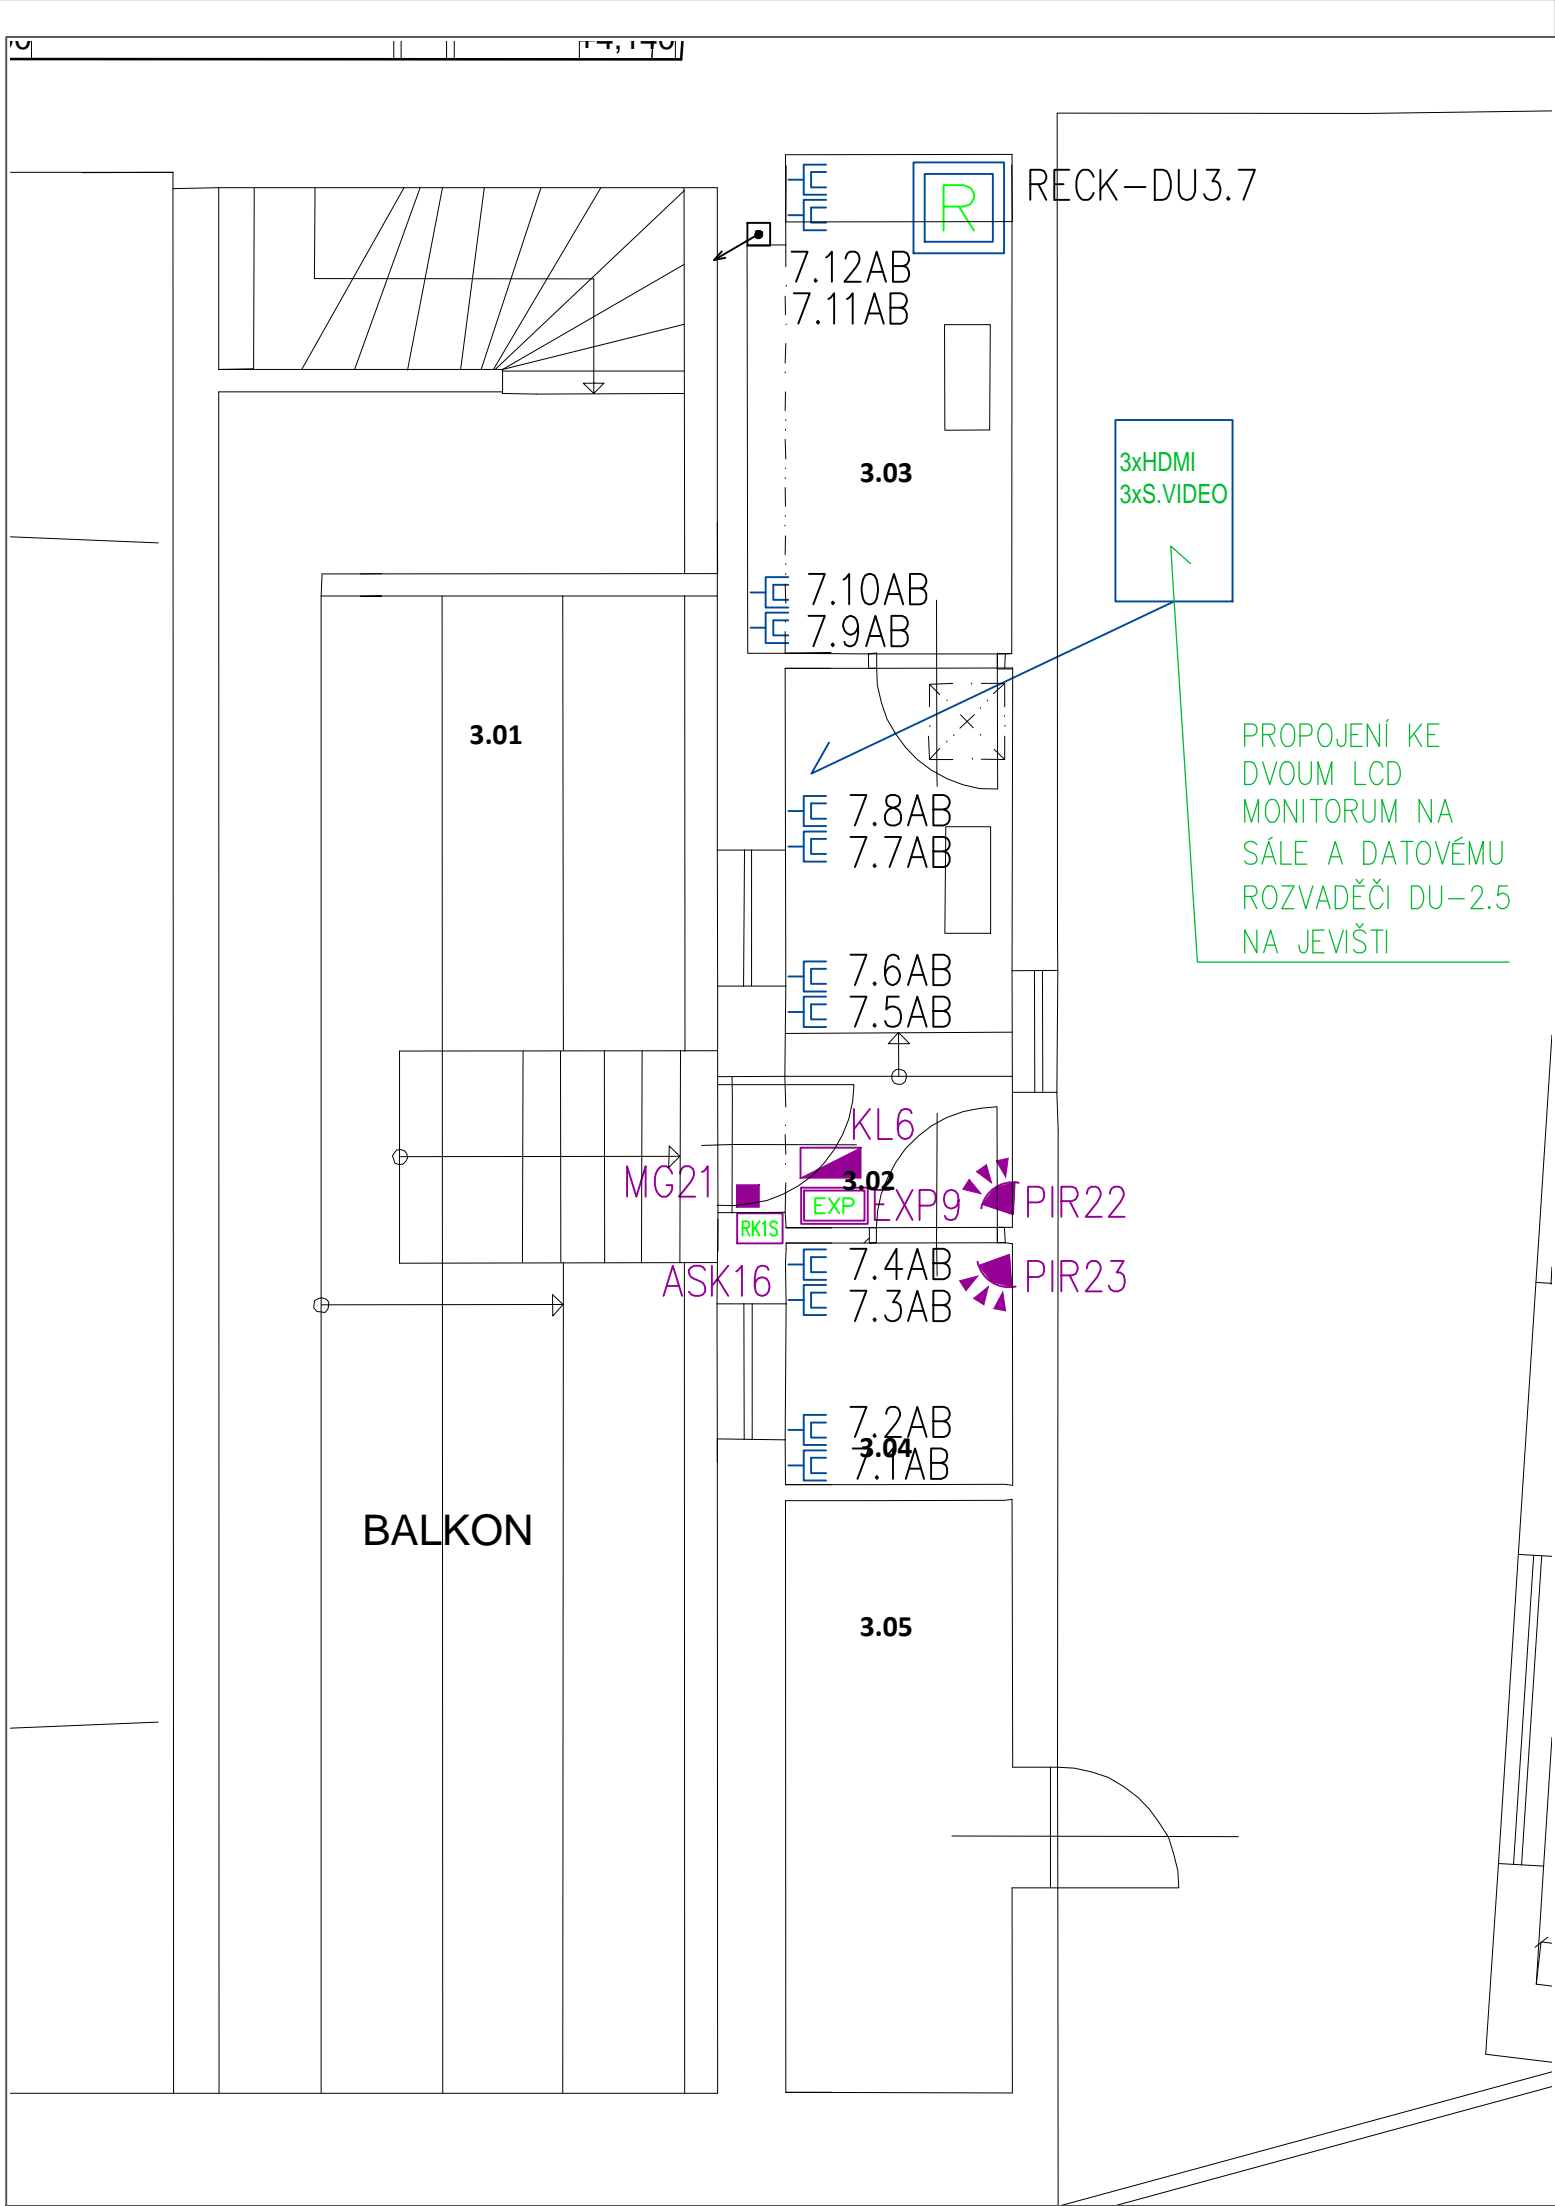 RECK-DU3.7
R
7.12AB
7.11AB
3.03
3xHDMI
3xS.VIDEO
7.10AB
7.9AB
3.01
PROPOJENÍ KE
DVOUM LCD
MONITORUM NA
SÁLE A DATOVÉMU
ROZVADĚČI DU-2.5
NA JEVIŠTI
7.8AB
7.7AB
7.6AB
7.5AB
KL6
MG21
3.02
EXP
EXP9
PIR22
RK1S
ASK16
7.4AB
7.3AB
PIR23
7.2AB
3.04
7.1AB
BALKON
3.05